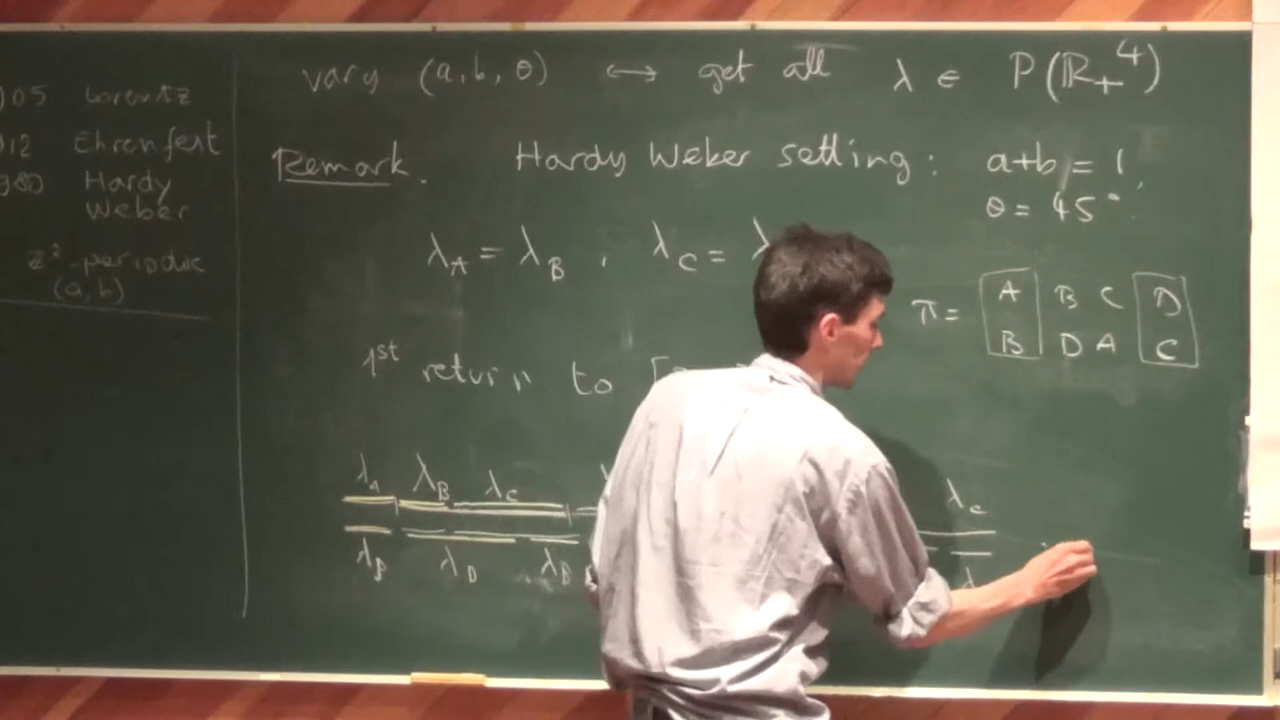 05 Lorentz
12 Ehrenfest
80 Hardy
Weber
Z² - periodic
(a,b)
vary (a, b, θ) ↔ get all λ ∈ P(ℝ₊⁴)
Remark. Hardy Weber setting: a+b = 1,
θ = 45°
λ_A = λ_B , λ_C = λ
π = A B C D
B D A C
1st return to [
λ_A λ_B λ_C λ λ_C
λ_B λ_D λ_B